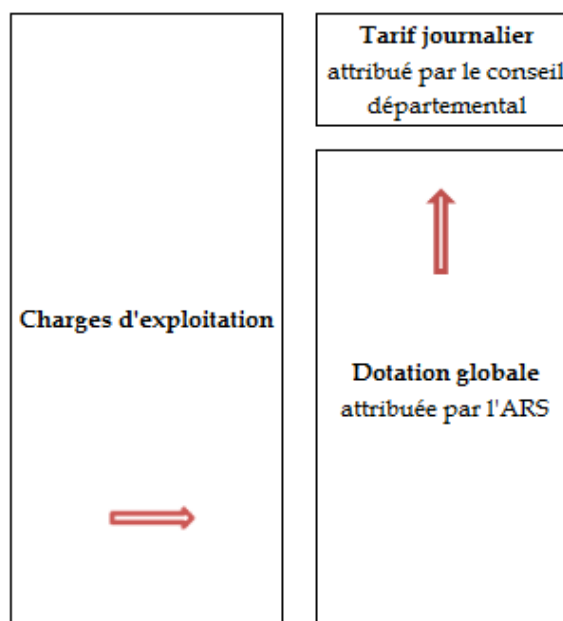 Charges d'exploitation
Tarif journalier
attribué par le conseil
départemental
Dotation globale
attribuée par l'ARS